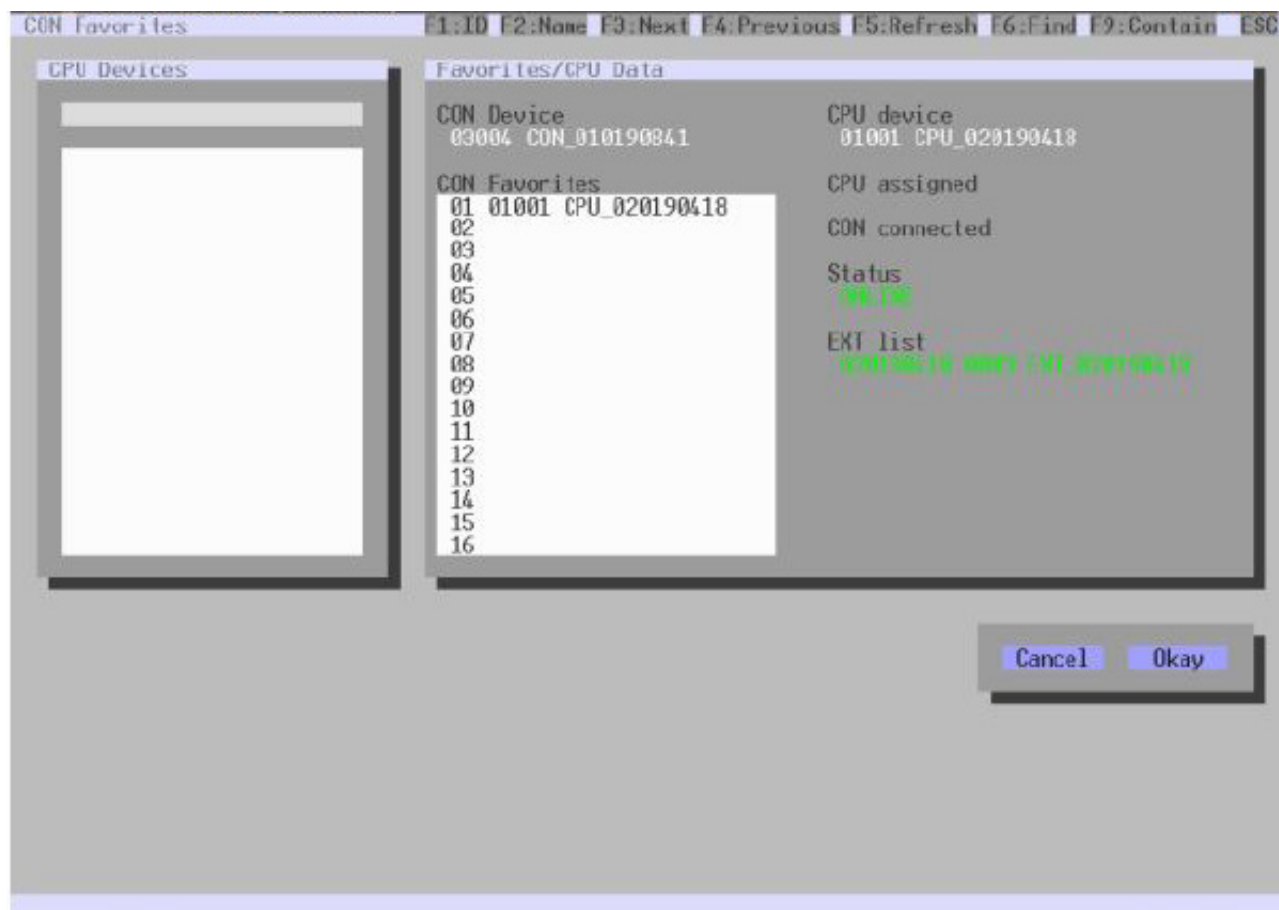 CON Favorites F1:ID F2:Name F3:Next F4:Previous F5:Refresh F6:Find F9:Contain ESC
CPU Devices
Favorites/CPU Data
CON Device
03004 CON_010190841
CON Favorites
01 01001 CPU_020190418
02
03
04
05
06
07
08
09
10
11
12
13
14
15
16
CPU device
01001 CPU_020190418
CPU assigned
CON connected
Status
ONLINE
EXT list
Cancel Okay